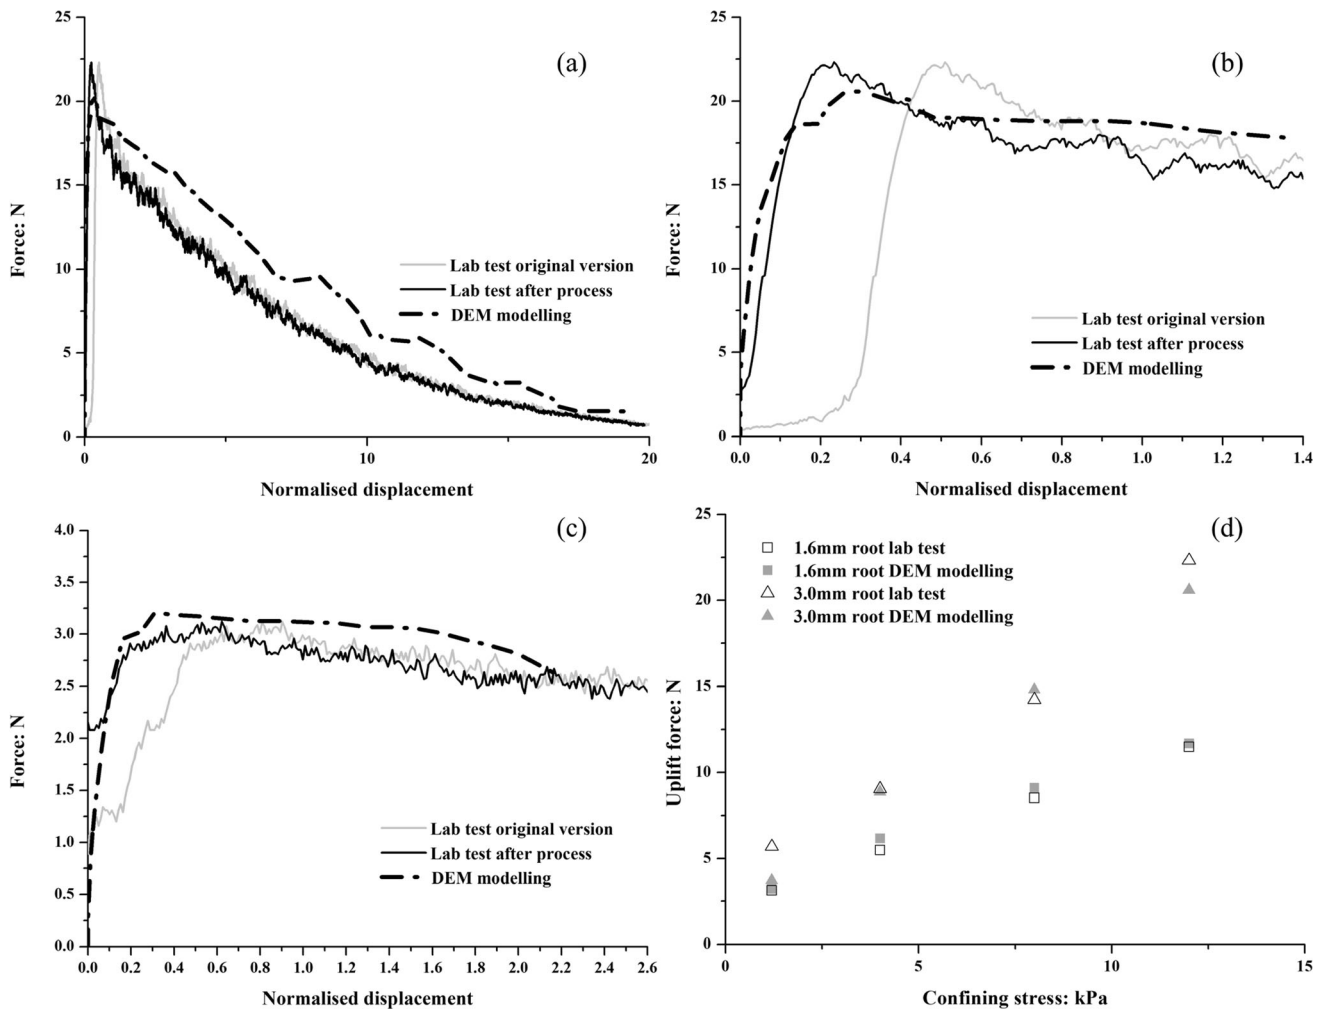 (a)
25
20
15
10
5
0
Force: N
Lab test original version
Lab test after process
DEM modelling
0
10
20
Normalised displacement
(b)
25
20
15
10
5
0
Force: N
Lab test original version
Lab test after process
DEM modelling
0.0 0.2 0.4 0.6 0.8 1.0 1.2 1.4
Normalised displacement
(c)
4.0
3.5
3.0
2.5
2.0
1.5
1.0
0.5
0.0
Force: N
Lab test original version
Lab test after process
DEM modelling
0.0 0.2 0.4 0.6 0.8 1.0 1.2 1.4 1.6 1.8 2.0 2.2 2.4 2.6
Normalised displacement
(d)
25
20
15
10
5
0
Uplift force: N
1.6mm root lab test
1.6mm root DEM modelling
3.0mm root lab test
3.0mm root DEM modelling
0 5 10 15
Confining stress: kPa